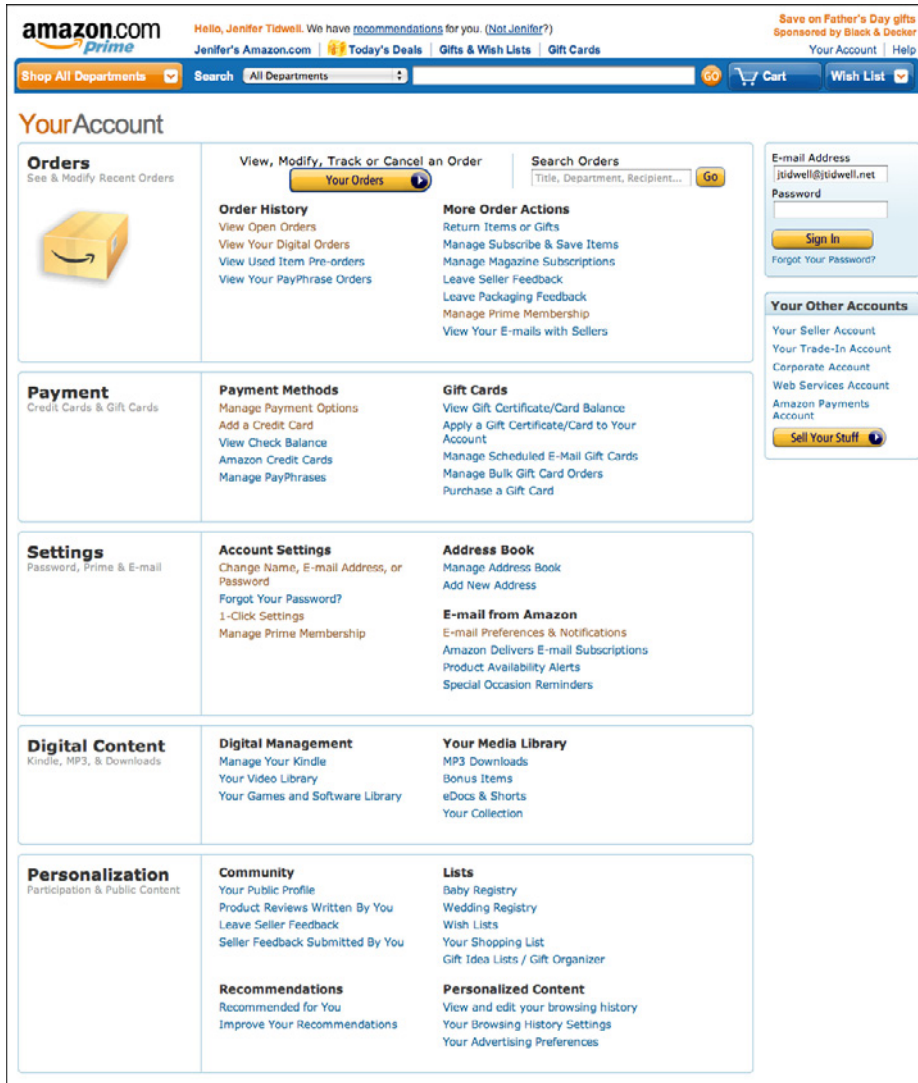 amazon.com
Prime
Hello, Jenifer Tidwell. We have recommendations for you. (Not Jenifer?)
Jenifer's Amazon.com Today's Deals Gifts & Wish Lists Gift Cards
Save on Father's Day gifts
Sponsored by Black & Decker
Your Account Help
Shop All Departments Search All Departments GO Cart Wish List
YourAccount
Orders
See & Modify Recent Orders
View, Modify, Track or Cancel an Order
Your Orders
Search Orders
Title, Department, Recipient... Go
Order History
View Open Orders
View Your Digital Orders
View Used Item Pre-orders
View Your PayPhrase Orders
More Order Actions
Return Items or Gifts
Manage Subscribe & Save Items
Manage Magazine Subscriptions
Leave Seller Feedback
Leave Packaging Feedback
Manage Prime Membership
View Your E-mails with Sellers
E-mail Address
jtidwell@jtidwell.net
Password
Sign In
Forgot Your Password?
Your Other Accounts
Your Seller Account
Your Trade-In Account
Corporate Account
Web Services Account
Amazon Payments
Account
Sell Your Stuff
Payment
Credit Cards & Gift Cards
Payment Methods
Manage Payment Options
Add a Credit Card
View Check Balance
Amazon Credit Cards
Manage PayPhrases
Gift Cards
View Gift Certificate/Card Balance
Apply a Gift Certificate/Card to Your
Account
Manage Scheduled E-Mail Gift Cards
Manage Bulk Gift Card Orders
Purchase a Gift Card
Settings
Password, Prime & E-mail
Account Settings
Change Name, E-mail Address, or
Password
Forgot Your Password?
1-Click Settings
Manage Prime Membership
Address Book
Manage Address Book
Add New Address
E-mail from Amazon
E-mail Preferences & Notifications
Amazon Delivers E-mail Subscriptions
Product Availability Alerts
Special Occasion Reminders
Digital Content
Kindle, MP3, & Downloads
Digital Management
Manage Your Kindle
Your Video Library
Your Games and Software Library
Your Media Library
MP3 Downloads
Bonus Items
eDocs & Shorts
Your Collection
Personalization
Participation & Public Content
Community
Your Public Profile
Product Reviews Written By You
Leave Seller Feedback
Seller Feedback Submitted By You
Lists
Baby Registry
Wedding Registry
Wish Lists
Your Shopping List
Gift Idea Lists / Gift Organizer
Recommendations
Recommended for You
Improve Your Recommendations
Personalized Content
View and edit your browsing history
Your Browsing History Settings
Your Advertising Preferences